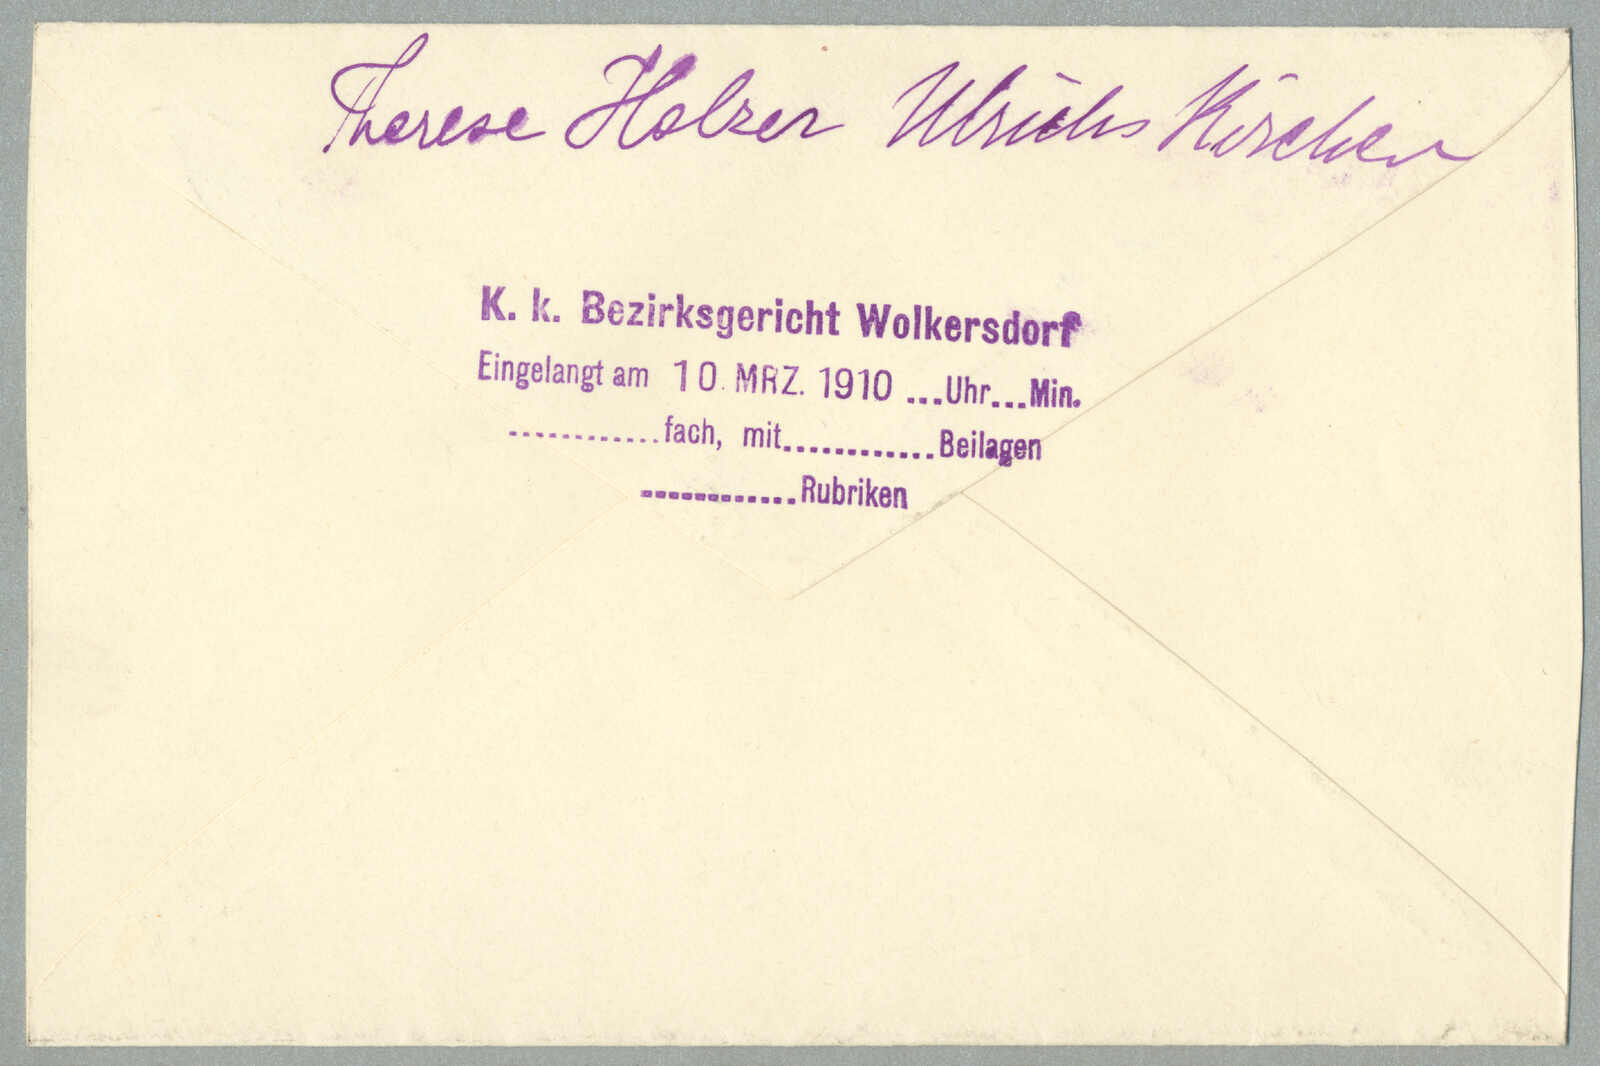 Therese Holzer Ulrichs Kirchen
K. k. Bezirksgericht Wolkersdorf
Eingelangt am 10. MRZ. 1910 ...Uhr...Min.
............fach, mit............Beilagen
............Rubriken